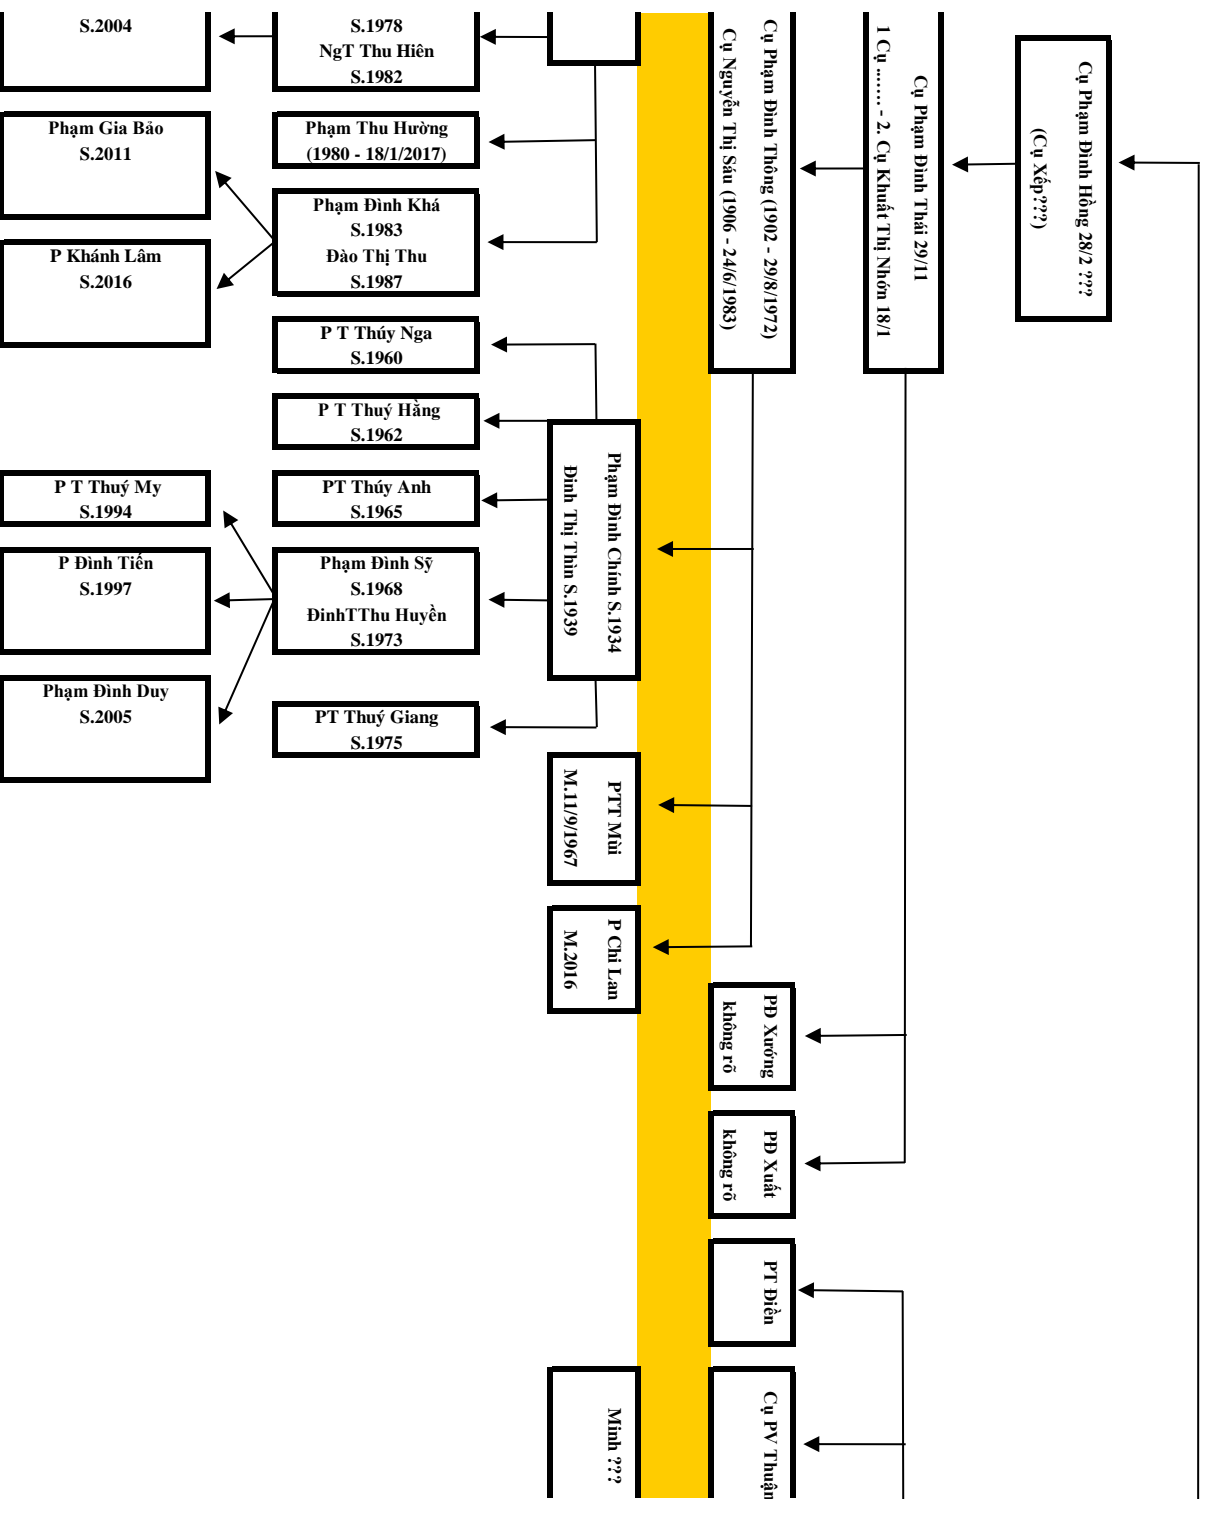 S.2004
S.1978
NgT Thu Hiên
S.1982
Phạm Gia Bảo
S.2011
Phạm Thu Hường
(1980 - 18/1/2017)
Phạm Đình Khá
S.1983
Đào Thị Thu
S.1987
P Khánh Lâm
S.2016
P T Thúy Nga
S.1960
P T Thuý Hằng
S.1962
P T Thuý My
S.1994
PT Thúy Anh
S.1965
P Đình Tiến
S.1997
Phạm Đình Sỹ
S.1968
ĐinhTThu Huyền
S.1973
Phạm Đình Duy
S.2005
PT Thuý Giang
S.1975
Phạm Đình Chính S.1934
Đinh Thị Thìn S.1939
PTT Mùi
M.11/9/1967
P Chi Lan
M.2016
Minh ???
Cụ Phạm Đình Thông (1902 - 29/8/1972)
Cụ Nguyễn Thị Sáu (1906 - 24/6/1983)
PĐ Xướng
không rõ
PĐ Xuất
không rõ
PT Điền
Cụ PV Thuận
Cụ Phạm Đình Thái 29/11
1 Cụ ....... - 2. Cụ Khuất Thị Nhớn 18/1
Cụ Phạm Đình Hồng 28/2 ???
(Cụ Xếp???)